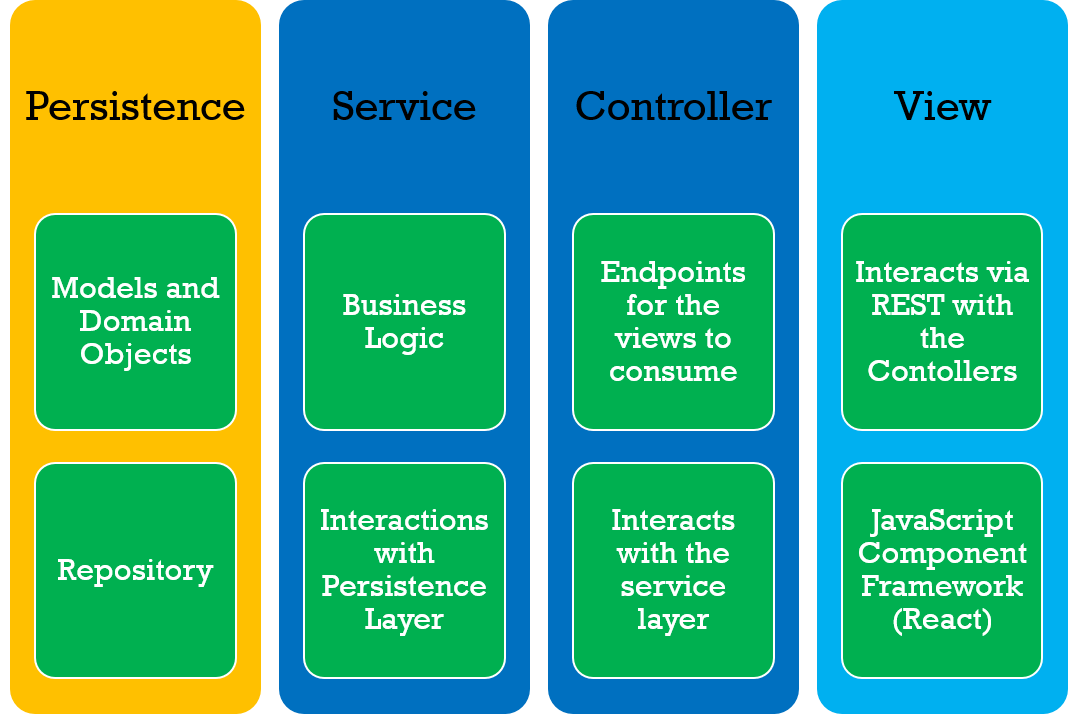 Persistence
Models and
Domain
Objects
Repository
Service
Business
Logic
Interactions
with
Persistence
Layer
Controller
Endpoints
for the
views to
consume
Interacts
with the
service
layer
View
Interacts via
REST with
the
Contollers
JavaScript
Component
Framework
(React)